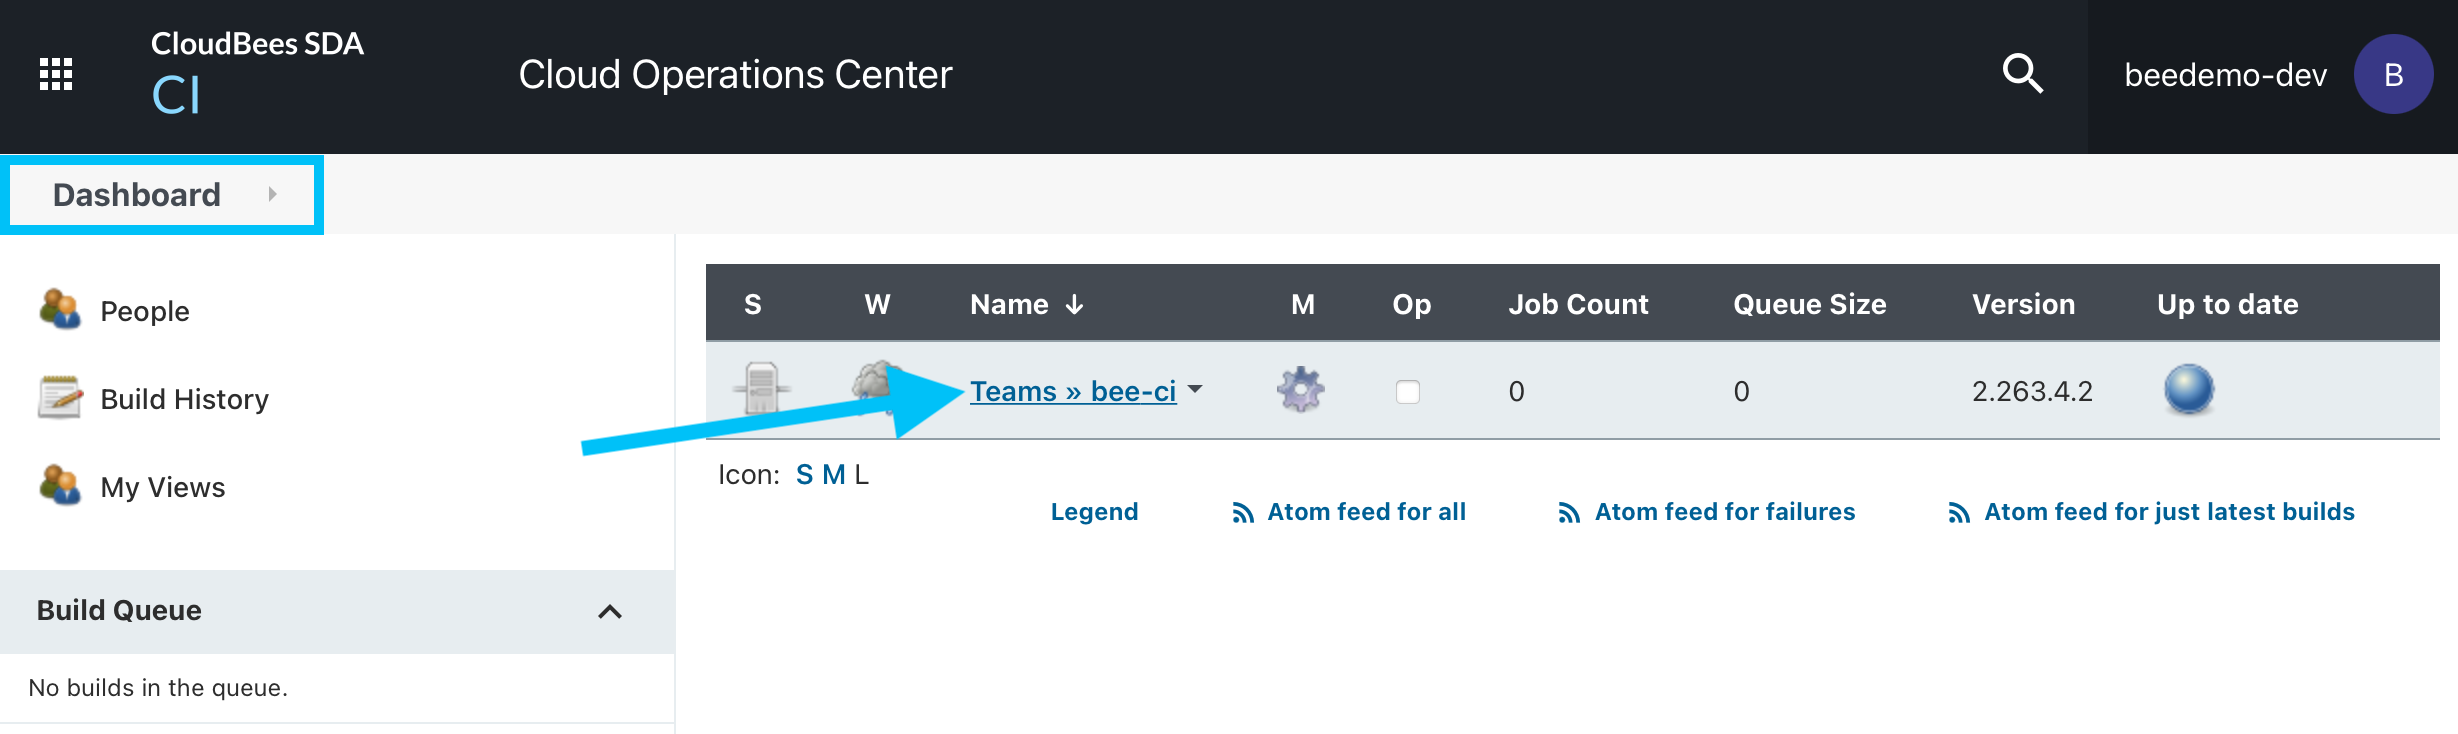 CloudBees SDA
CI
Cloud Operations Center
beedemo-dev
B
Dashboard
People
Build History
My Views
Build Queue
No builds in the queue.
S W Name ↓ M Op Job Count Queue Size Version Up to date
Teams » bee-ci 0 0 2.263.4.2
Icon: S M L
Legend Atom feed for all Atom feed for failures Atom feed for just latest builds